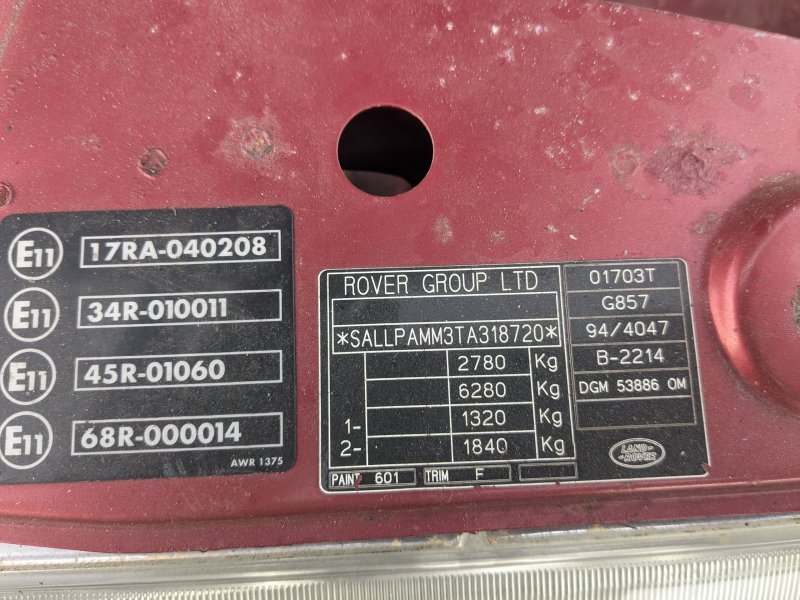 E11 17RA-040208
E11 34R-010011
E11 45R-01060
E11 68R-000014
AWR 1375
ROVER GROUP LTD
*SALLPAMM3TA318720*
2780 Kg
6280 Kg
1- 1320 Kg
2- 1840 Kg
PAINT 601 TRIM F
01703T
G857
94/4047
B-2214
DGM 53886 OM
LAND-
-ROVER